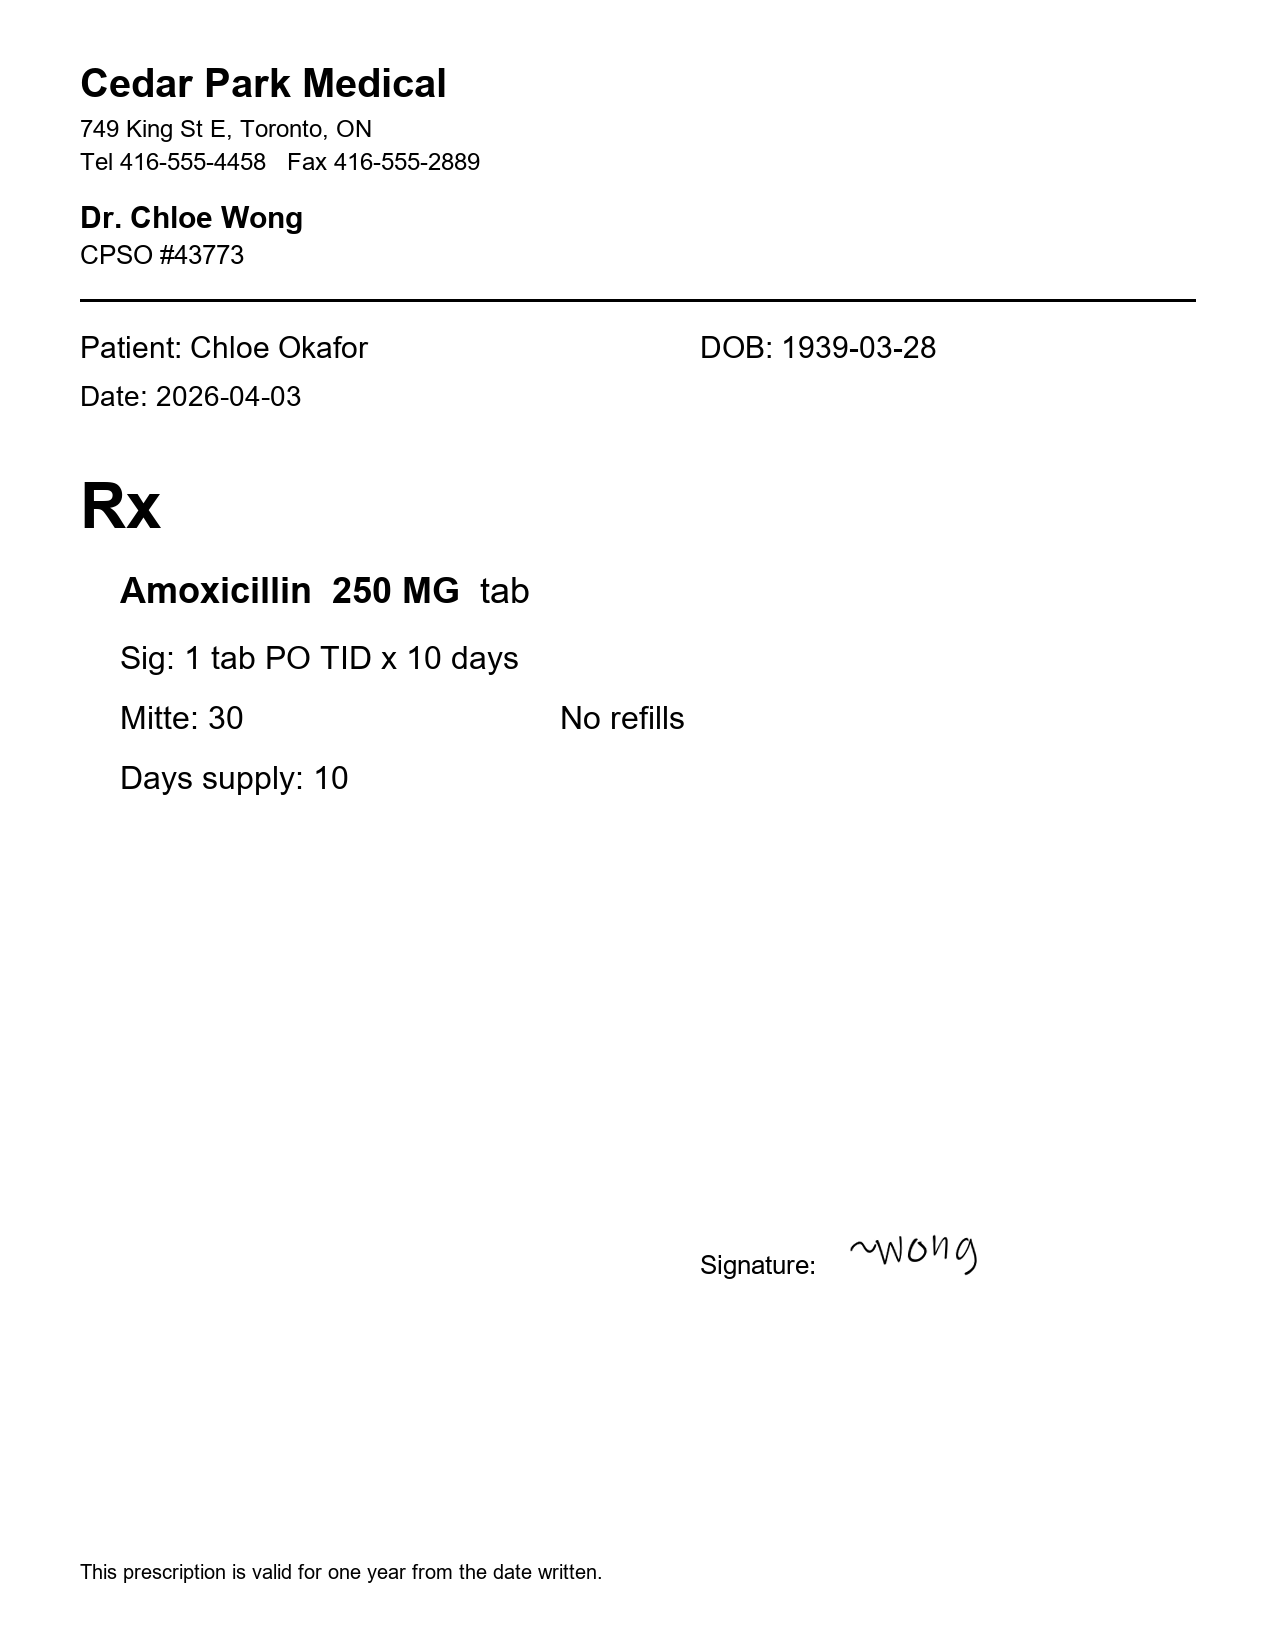 Cedar Park Medical
749 King St E, Toronto, ON
Tel 416-555-4458 Fax 416-555-2889
Dr. Chloe Wong
CPSO #43773
Patient: Chloe Okafor DOB: 1939-03-28
Date: 2026-04-03
Rx
Amoxicillin 250 MG tab
Sig: 1 tab PO TID x 10 days
Mitte: 30 No refills
Days supply: 10
Signature: ~Wong
This prescription is valid for one year from the date written.